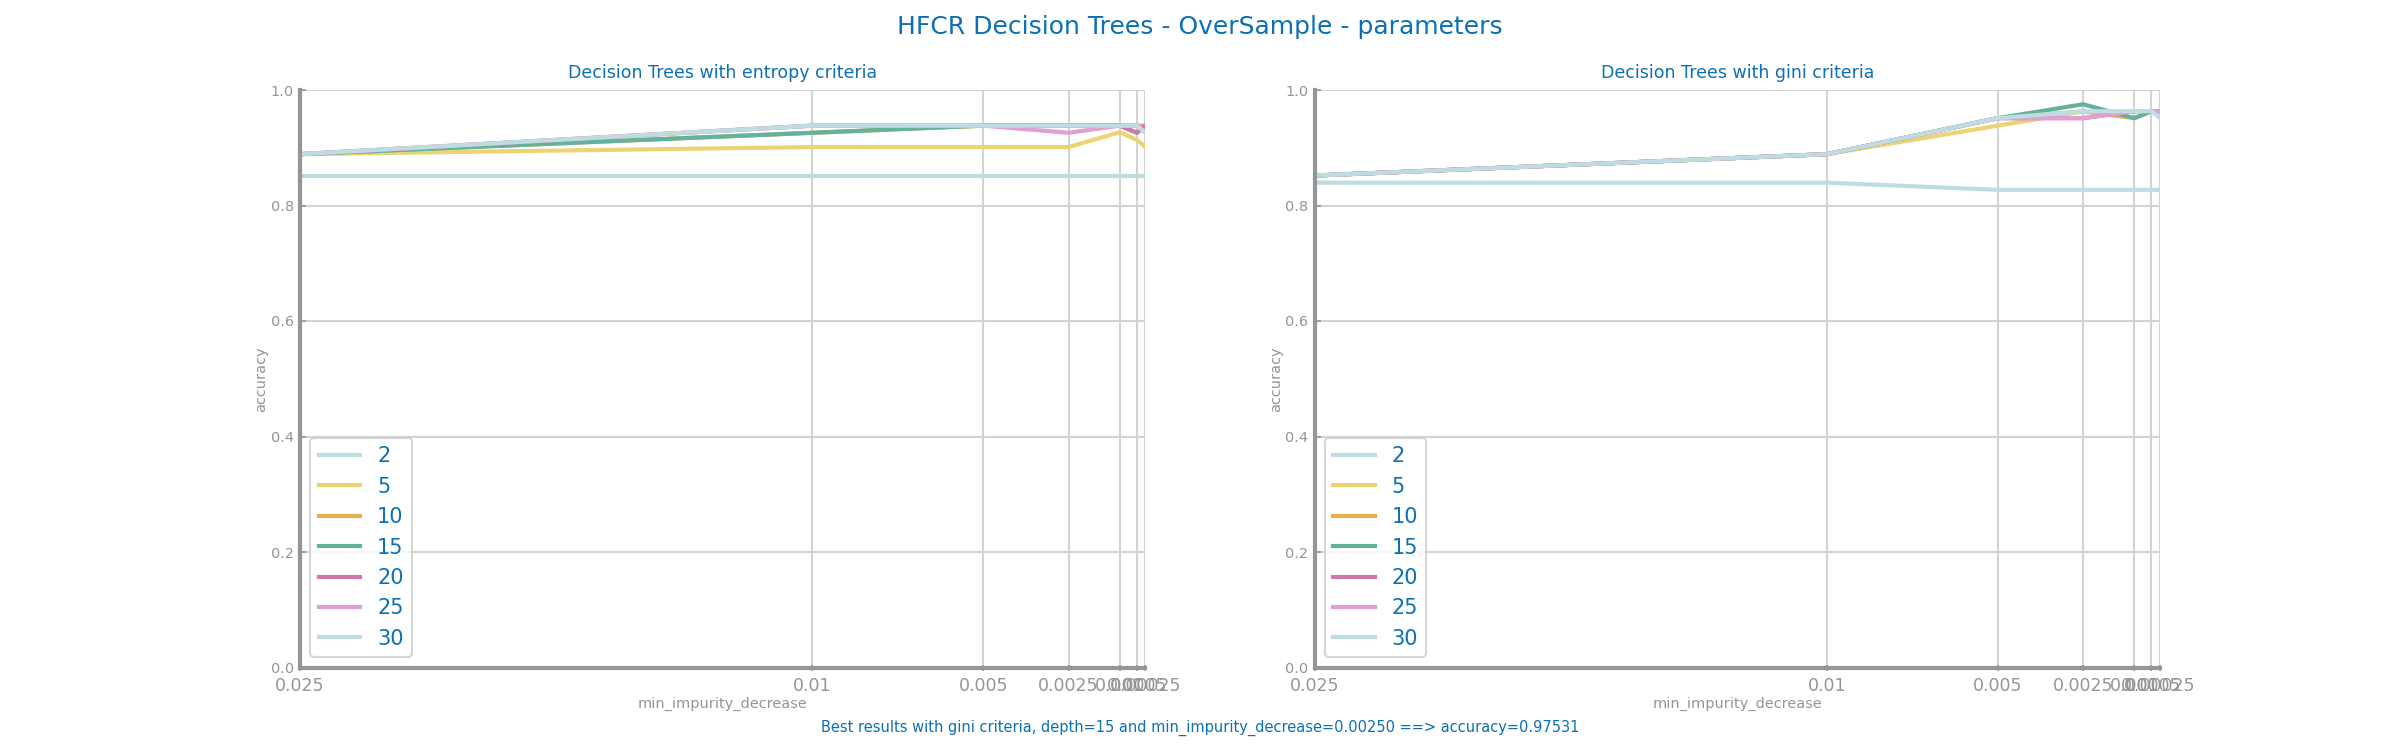 HFCR Decision Trees - OverSample - parameters
Decision Trees with entropy criteria
1.0
0.8
0.6
0.4
0.2
0.0
accuracy
2
5
10
15
20
25
30
0.025 0.01 0.005 0.0025
min_impurity_decrease
Decision Trees with gini criteria
1.0
0.8
0.6
0.4
0.2
0.0
accuracy
2
5
10
15
20
25
30
0.025 0.01 0.005 0.0025
min_impurity_decrease
Best results with gini criteria, depth=15 and min_impurity_decrease=0.00250 ==> accuracy=0.97531